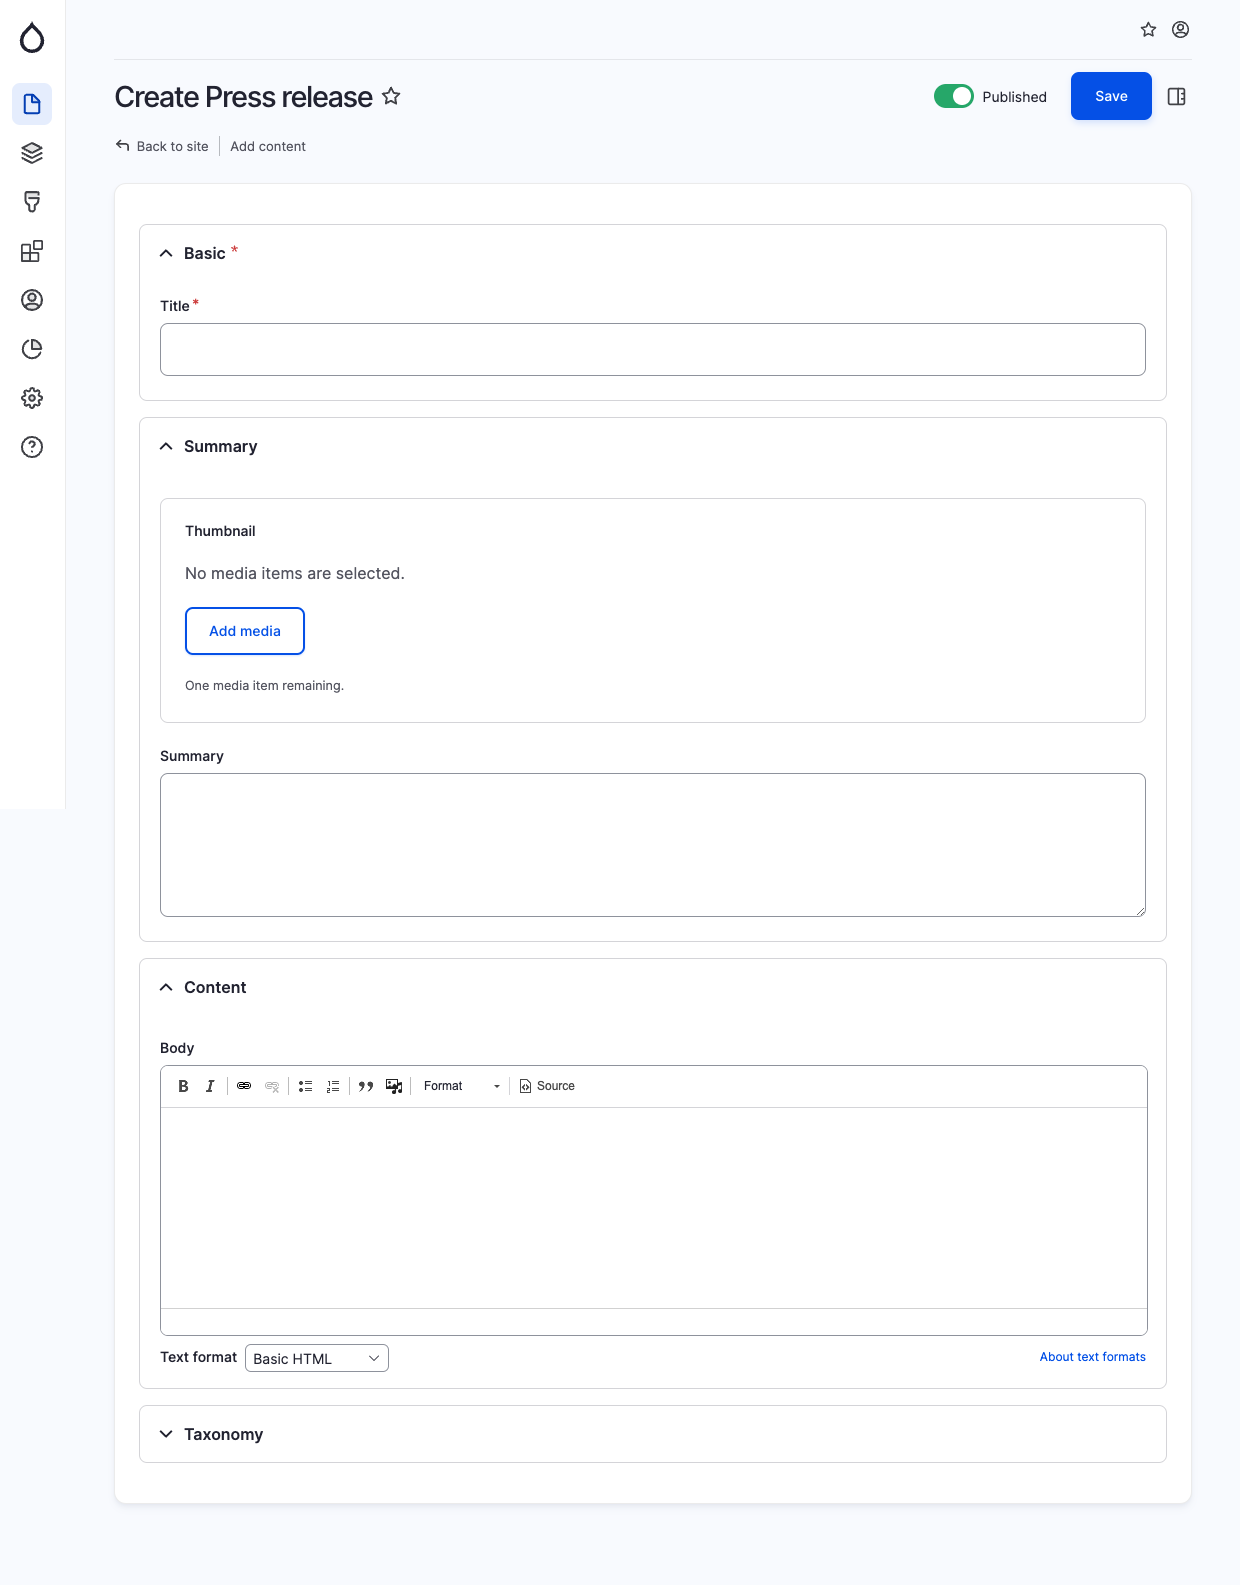 Create Press release
Published
Save
Back to site
Add content
Basic *
Title *
Summary
Thumbnail
No media items are selected.
Add media
One media item remaining.
Summary
Content
Body
B I Format Source
Text format Basic HTML About text formats
Taxonomy